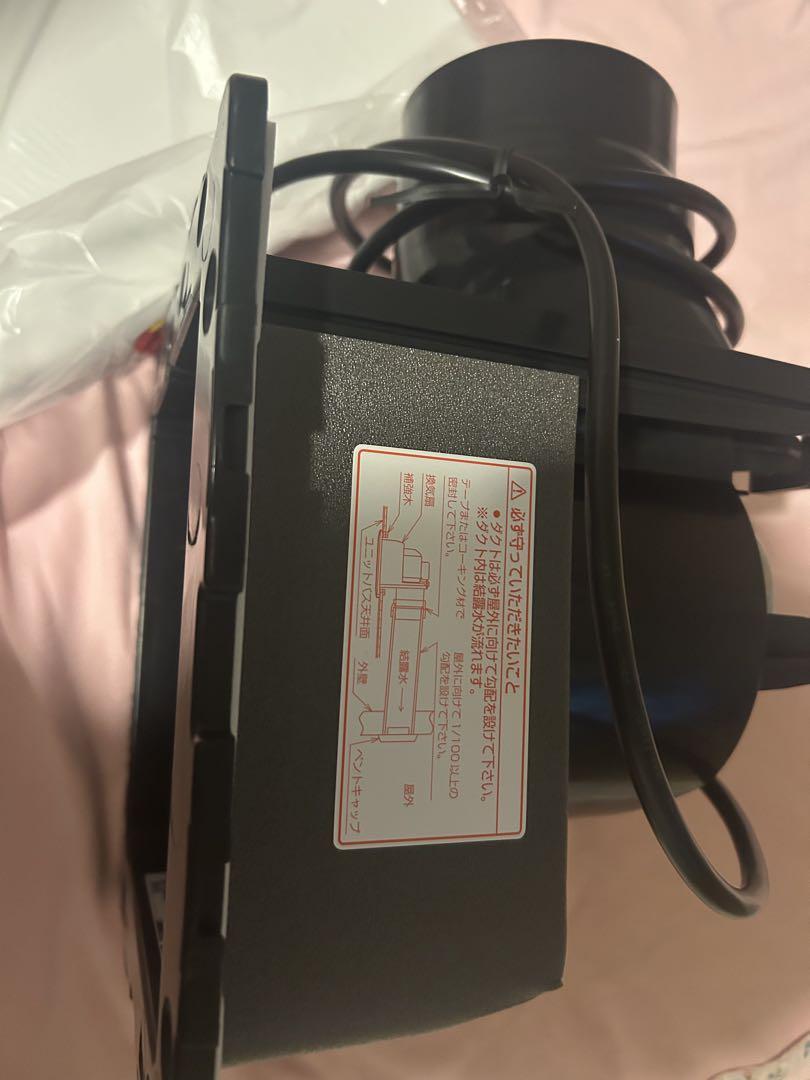 必ず守っていただきたいこと
●ダクトは必ず屋外に向けて勾配を設けて下さい。
※ダクト内は結露水が流れます。
テープまたはコーキング材で
密封して下さい。
屋外に向けて1/100以上の
勾配を設けて下さい。
換気扇
補強木
結露水→
屋外
ユニットバス天井面
外壁
ベントキャップ